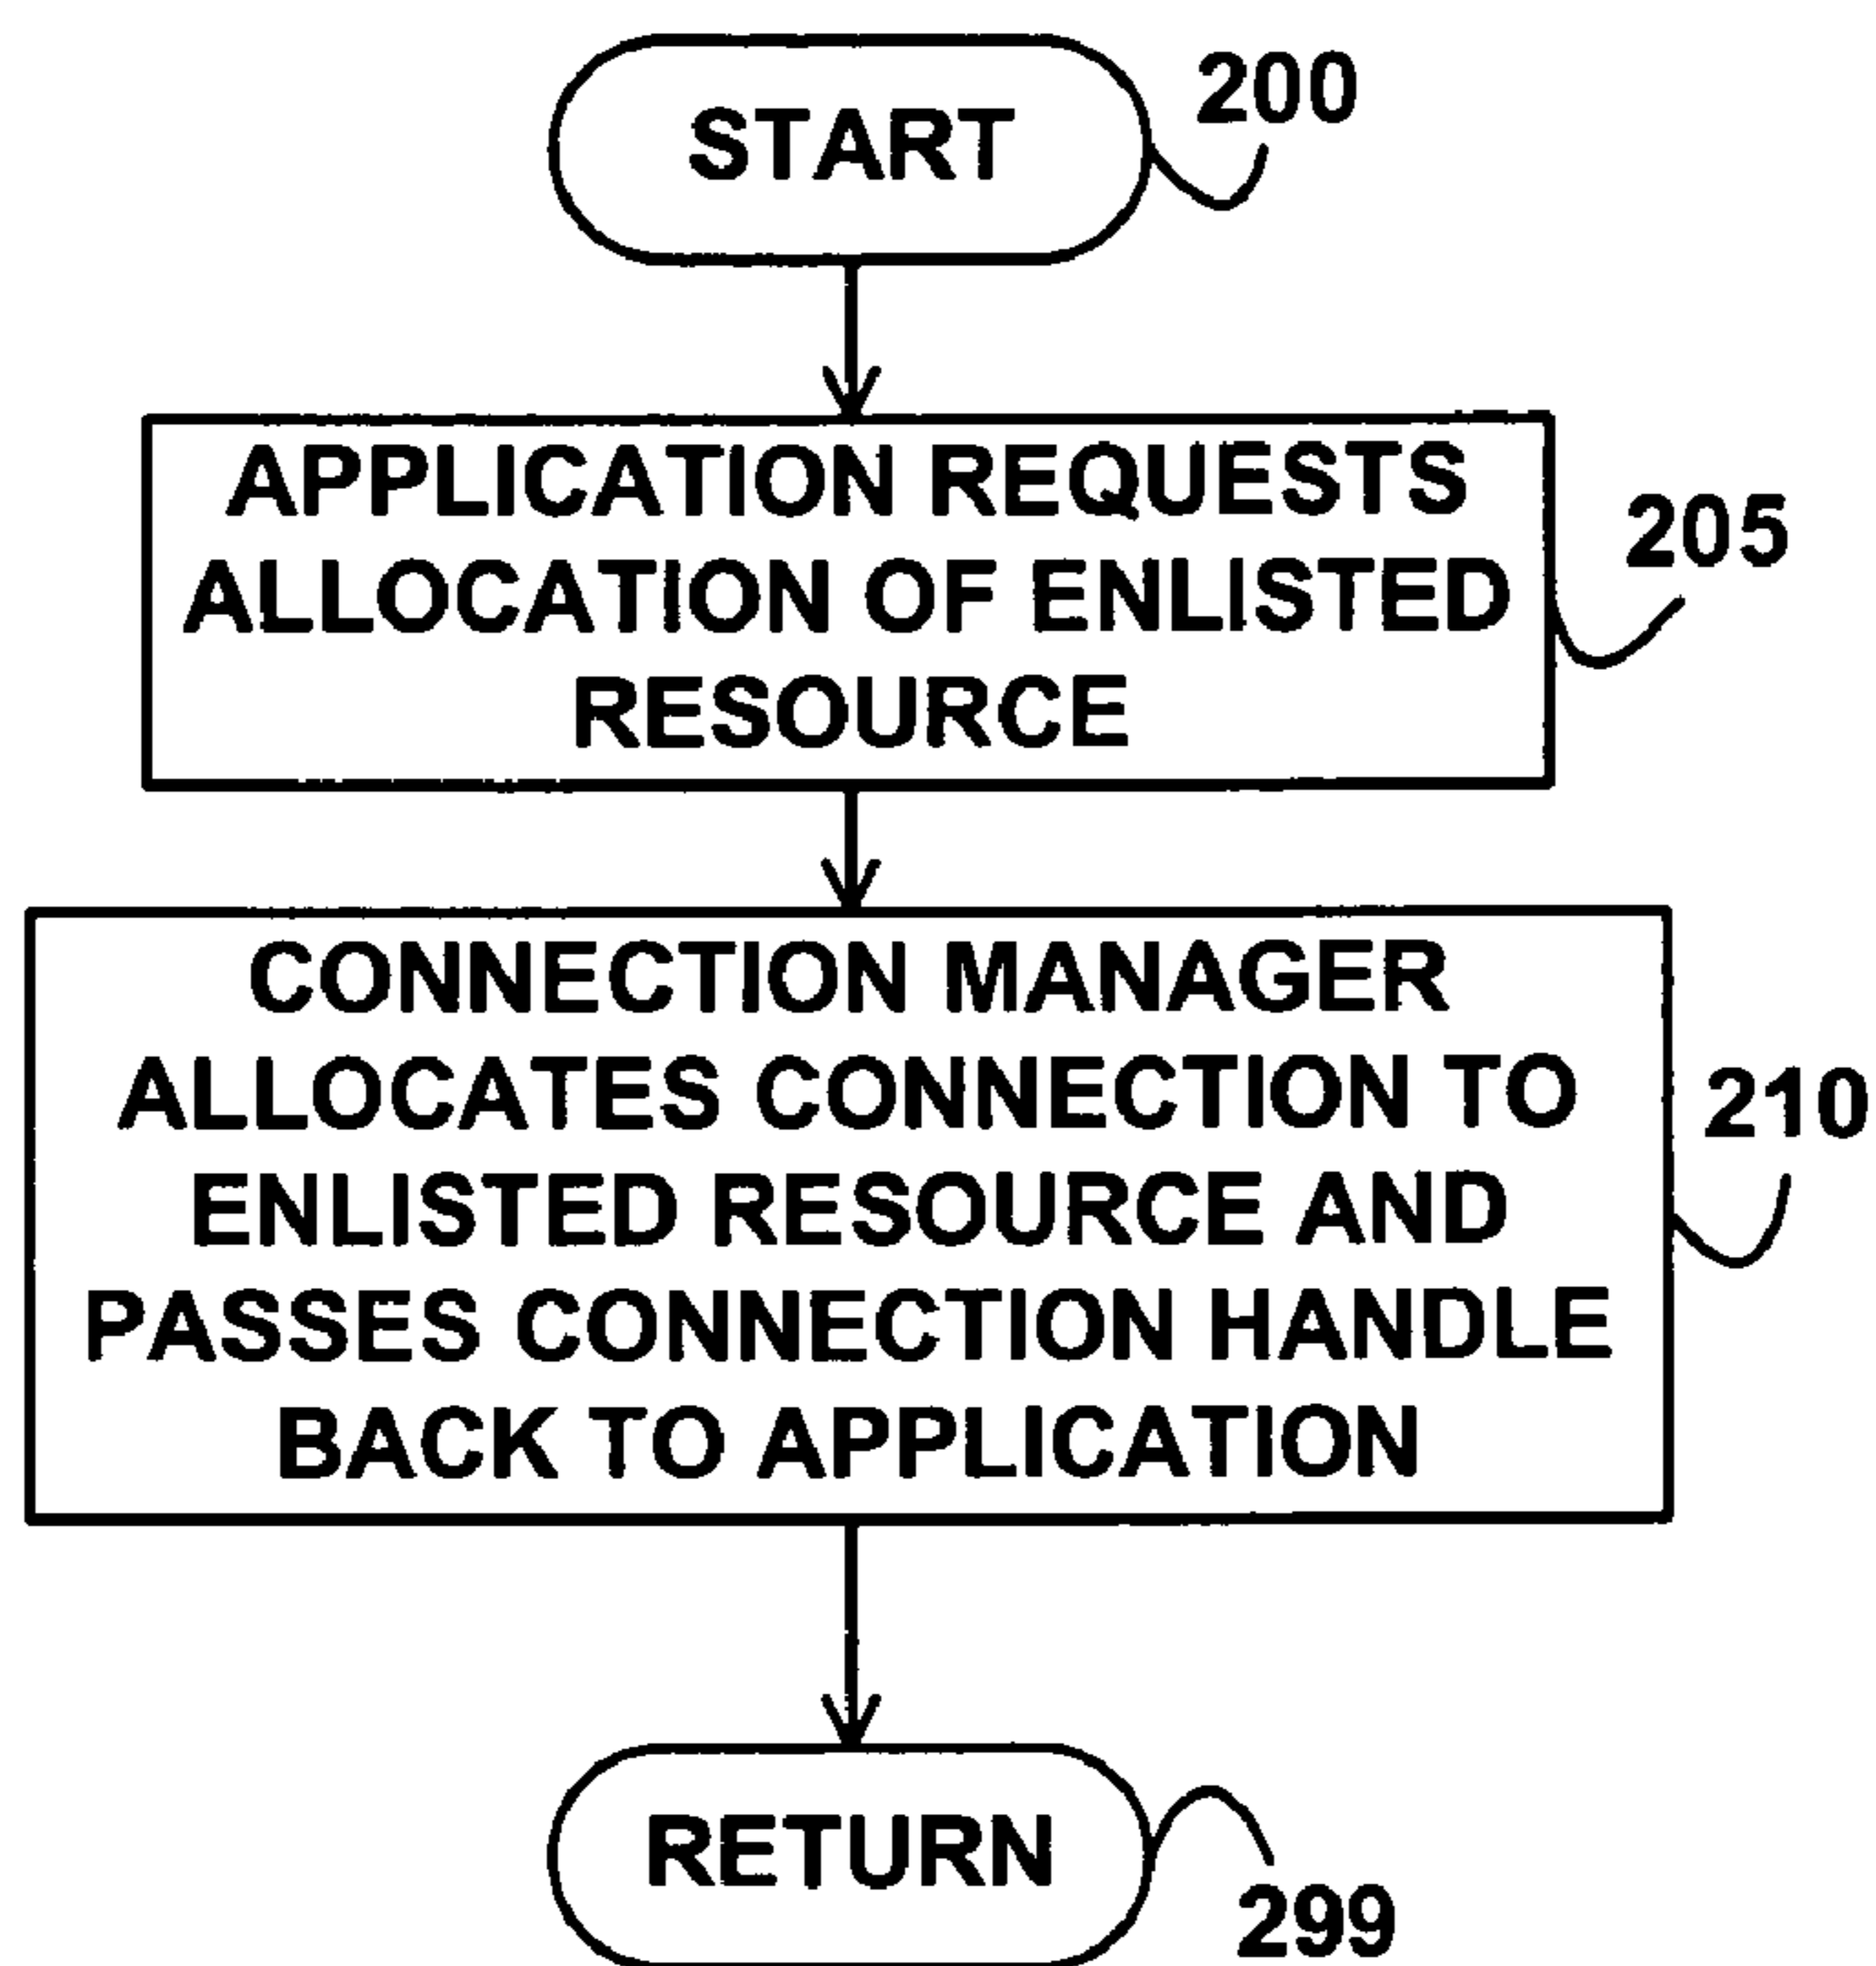 START
200
APPLICATION REQUESTS
ALLOCATION OF ENLISTED
RESOURCE
205
CONNECTION MANAGER
ALLOCATES CONNECTION TO
ENLISTED RESOURCE AND
PASSES CONNECTION HANDLE
BACK TO APPLICATION
210
RETURN
299